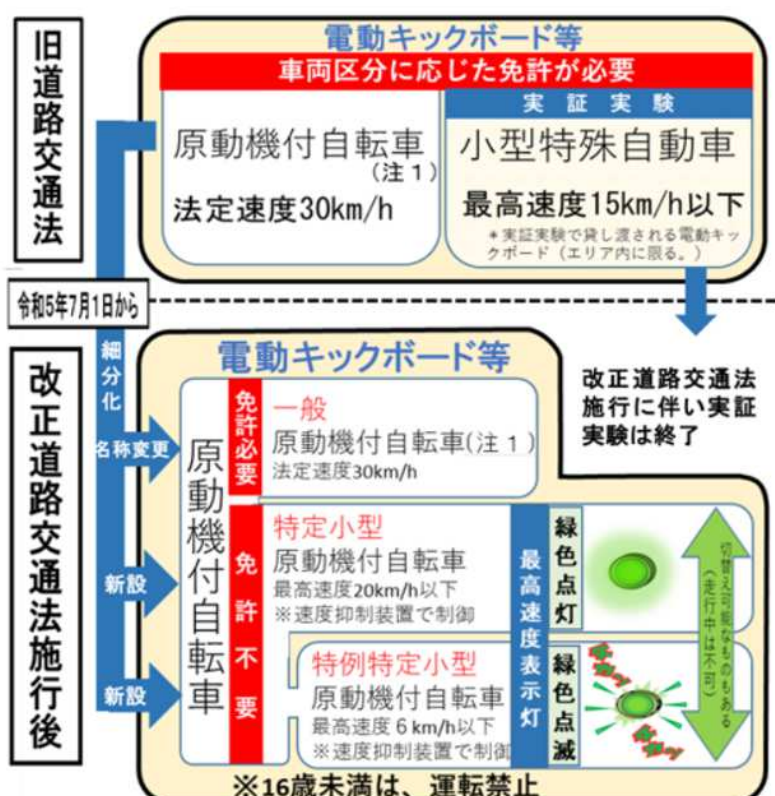 旧道路交通法
電動キックボード等
車両区分に応じた免許が必要
原動機付自転車
(注1)
法定速度30km/h
実証実験
小型特殊自動車
最高速度15km/h以下
*実証実験で貸し渡される電動キッ
クボード(エリア内に限る。)
令和5年7月1日から
改正道路交通法施行後
細分化
名称変更
新設
新設
改正道路交通法
施行に伴い実証
実験は終了
電動キックボード等
原動機付自転車
免許必要
一般
原動機付自転車(注1)
法定速度30km/h
免許不要
特定小型
原動機付自転車
最高速度20km/h以下
※速度抑制装置で制御
特例特定小型
原動機付自転車
最高速度6km/h以下
※速度抑制装置で制御
最高速度表示灯
緑色点灯
緑色点滅
切替え可能なものもある
(走行中は不可)
※16歳未満は、運転禁止